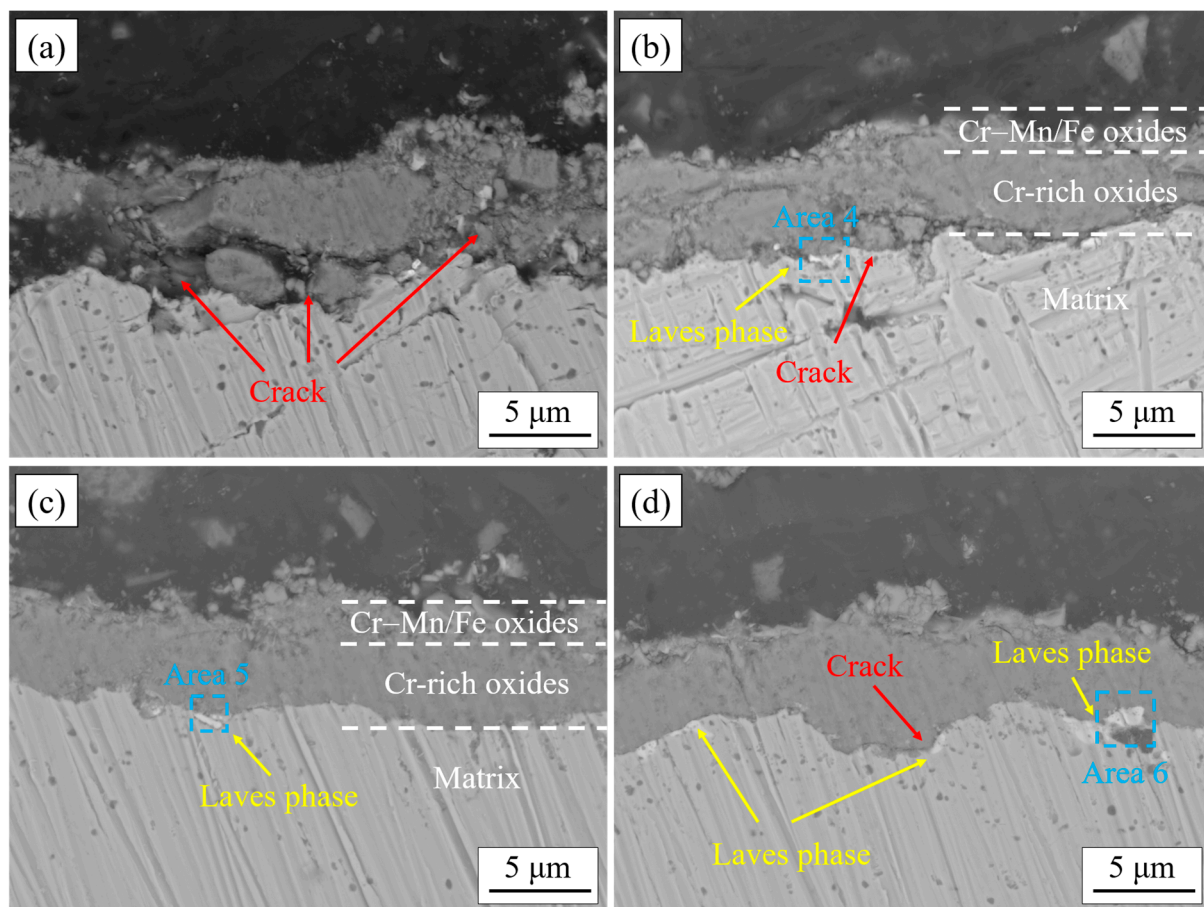 (a)
Crack
5 μm
(b)
Cr–Mn/Fe oxides
Cr-rich oxides
Area 4
Matrix
Laves phase
Crack
5 μm
(c)
Cr–Mn/Fe oxides
Area 5
Cr-rich oxides
Matrix
Laves phase
5 μm
(d)
Crack
Laves phase
Area 6
Laves phase
5 μm